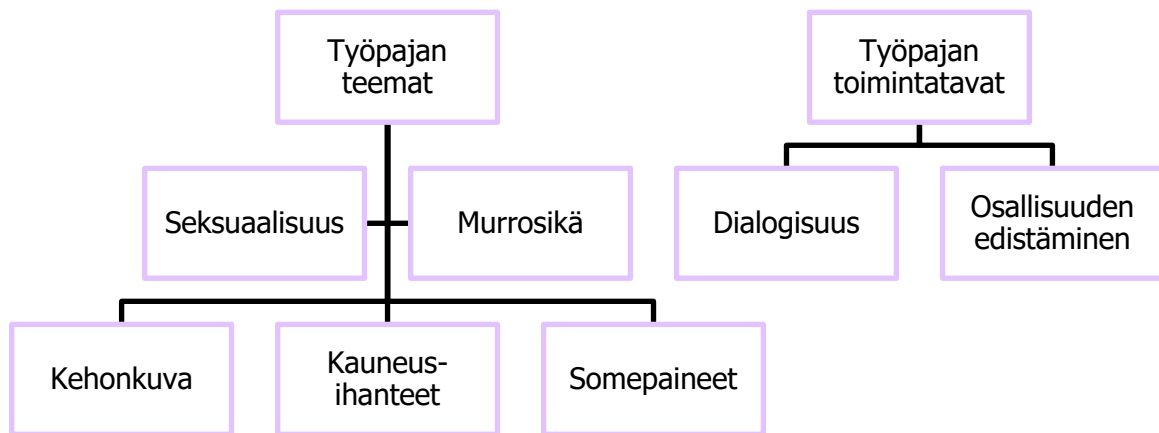 Työpajan
teemat
Työpajan
toimintatavat
Seksuaalisuus
Murrosikä
Dialogisuus
Osallisuuden
edistäminen
Kehonkuva
Kauneus-
ihanteet
Somepaineet